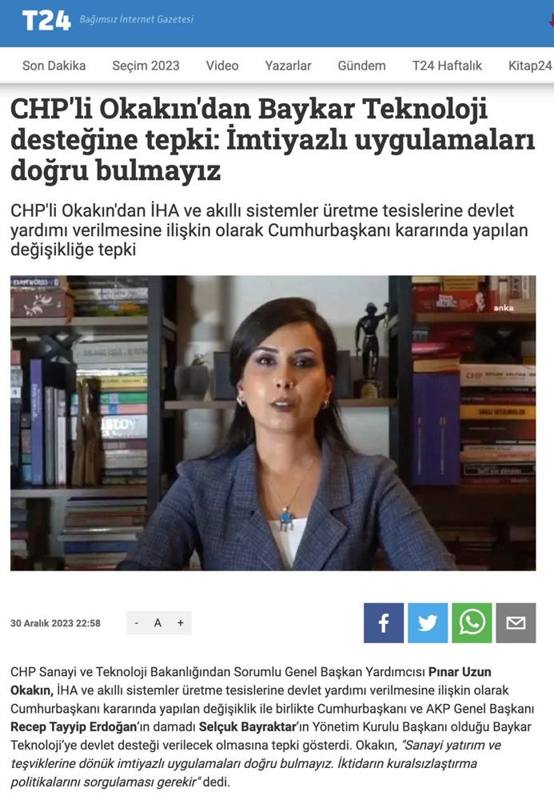 T24 Bağımsız İnternet Gazetesi
Son Dakika Seçim 2023 Video Yazarlar Gündem T24 Haftalık Kitap24
CHP'li Okakın'dan Baykar Teknoloji
desteğine tepki: İmtiyazlı uygulamaları
doğru bulmayız
CHP'li Okakın'dan İHA ve akıllı sistemler üretme tesislerine devlet
yardımı verilmesine ilişkin olarak Cumhurbaşkanı kararında yapılan
değişikliğe tepki
anka
CHP
30 Aralık 2023 22:58 - A +
CHP Sanayi ve Teknoloji Bakanlığından Sorumlu Genel Başkan Yardımcısı Pınar Uzun
Okakın, İHA ve akıllı sistemler üretme tesislerine devlet yardımı verilmesine ilişkin olarak
Cumhurbaşkanı kararında yapılan değişiklik ile birlikte Cumhurbaşkanı ve AKP Genel Başkanı
Recep Tayyip Erdoğan'ın damadı Selçuk Bayraktar'ın Yönetim Kurulu Başkanı olduğu Baykar
Teknoloji'ye devlet desteği verilecek olmasına tepki gösterdi. Okakın, "Sanayi yatırım ve
teşviklerine dönük imtiyazlı uygulamaları doğru bulmayız. İktidarın kuralsızlaştırma
politikalarını sorgulaması gerekir" dedi.